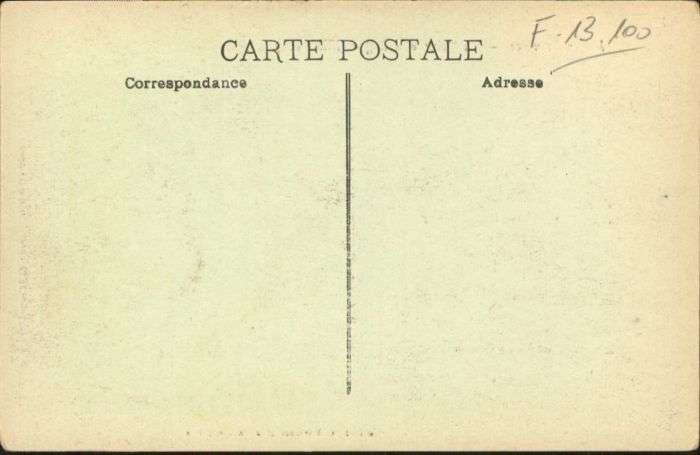 F-13.100
CARTE POSTALE
Correspondance
Adresse